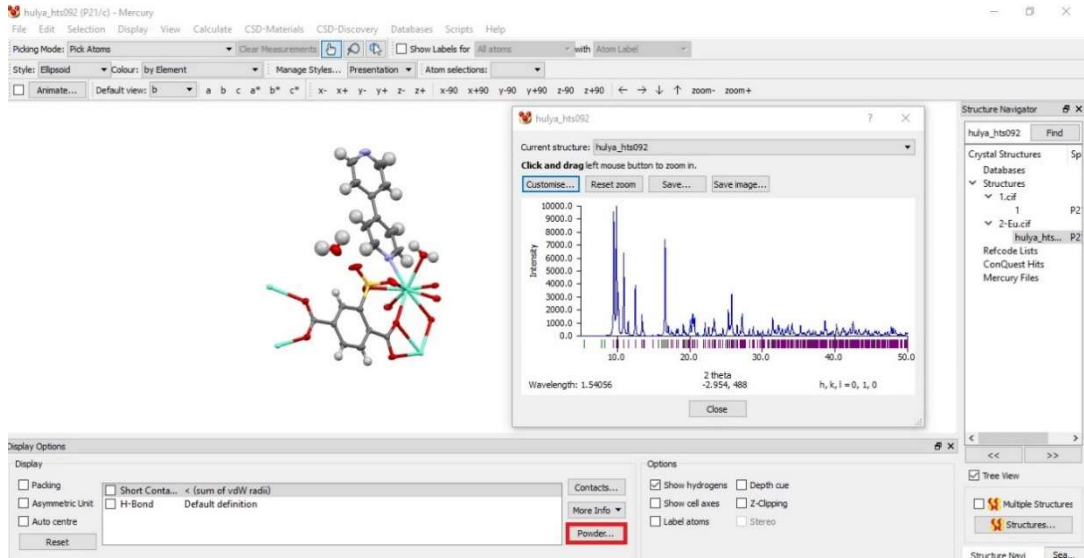 hulya_hts092 (P21/c) - Mercury
File Edit Selection Display View Calculate CSD-Materials CSD-Discovery Databases Scripts Help
Picking Mode: Pick Atoms Clear Measurements Show Labels for All atoms with Atom Label
Style: Ellipsoid Colour: by Element Manage Styles... Presentation Atom selections:
Animate... Default view: b a b c a* b* c* x- x+ y- y+ z- z+ x-90 x+90 y-90 y+90 z-90 z+90 ← → ↓ ↑ zoom- zoom+
hulya_hts092 ? ×
Current structure: hulya_hts092
Click and drag left mouse button to zoom in.
Customise... Reset zoom Save... Save image...
Intensity
10000.0
9000.0
8000.0
7000.0
6000.0
5000.0
4000.0
3000.0
2000.0
1000.0
0.0
10.0 20.0 30.0 40.0 50.0
2 theta
Wavelength: 1.54056 -2.954, 488 h, k, l = 0, 1, 0
Close
Structure Navigator
hulya_hts092 Find
Crystal Structures Sp
Databases
Structures
1.cif
1 P2
2-Eu.cif
hulya_hts... P2
Refcode Lists
ConQuest Hits
Mercury Files
<< >>
Tree View
Multiple Structures
Structures...
Structure Navi... Sea...
Display Options
Display
Packing
Asymmetric Unit
Auto centre
Reset
Short Conta... < (sum of vdW radii)
H-Bond Default definition
Contacts...
More Info
Powder...
Options
Show hydrogens Depth cue
Show cell axes Z-Clipping
Label atoms Stereo